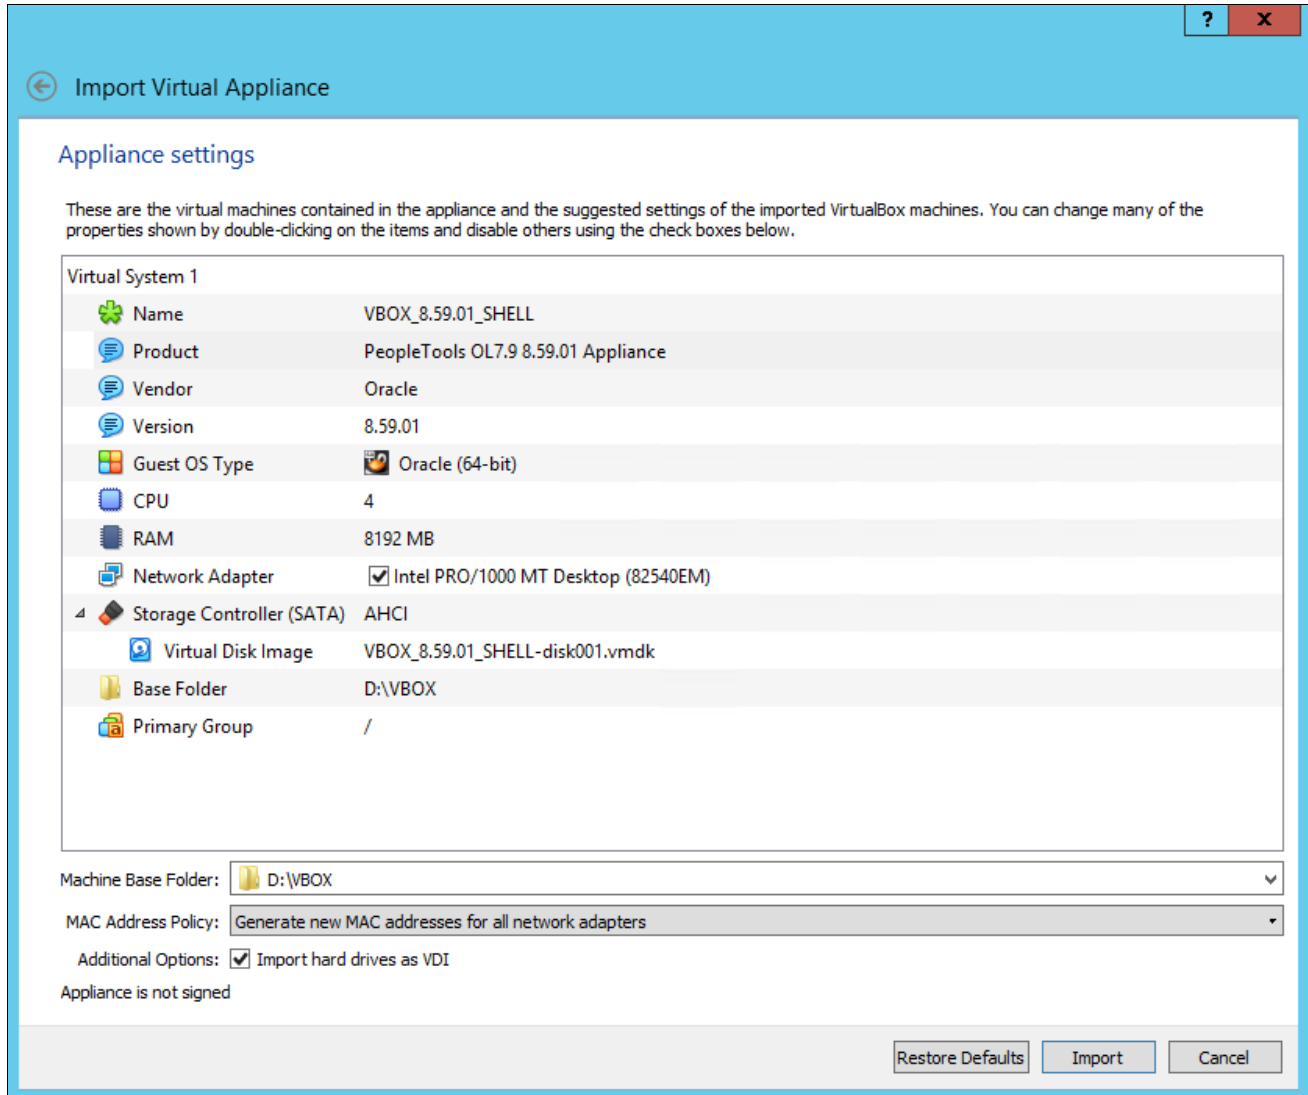 ? x
Import Virtual Appliance
Appliance settings
These are the virtual machines contained in the appliance and the suggested settings of the imported VirtualBox machines. You can change many of the
properties shown by double-clicking on the items and disable others using the check boxes below.
Virtual System 1
Name VBOX_8.59.01_SHELL
Product PeopleTools OL7.9 8.59.01 Appliance
Vendor Oracle
Version 8.59.01
Guest OS Type Oracle (64-bit)
CPU 4
RAM 8192 MB
Network Adapter Intel PRO/1000 MT Desktop (82540EM)
Storage Controller (SATA) AHCI
Virtual Disk Image VBOX_8.59.01_SHELL-disk001.vmdk
Base Folder D:\VBOX
Primary Group /
Machine Base Folder: D:\VBOX
MAC Address Policy: Generate new MAC addresses for all network adapters
Additional Options: Import hard drives as VDI
Appliance is not signed
Restore Defaults Import Cancel